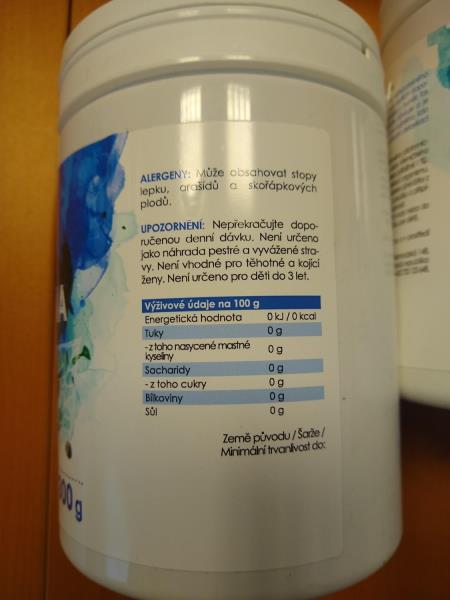 ALERGENY: Může obsahovat stopy
lepku, arašídů a skořápkových
plodů.
UPOZORNĚNÍ: Nepřekračujte dopo-
ručenou denní dávku. Není určeno
jako náhrada pestré a vyvážené stra-
vy. Není vhodné pro těhotné a kojící
ženy. Není určeno pro děti do 3 let.
Výživové údaje na 100 g
Energetická hodnota 0 kJ / 0 kcal
Tuky 0 g
- z toho nasycené mastné
kyseliny 0 g
Sacharidy 0 g
- z toho cukry 0 g
Bílkoviny 0 g
Sůl 0 g
Země původu / Šarže /
Minimální trvanlivost do:
00 g
A